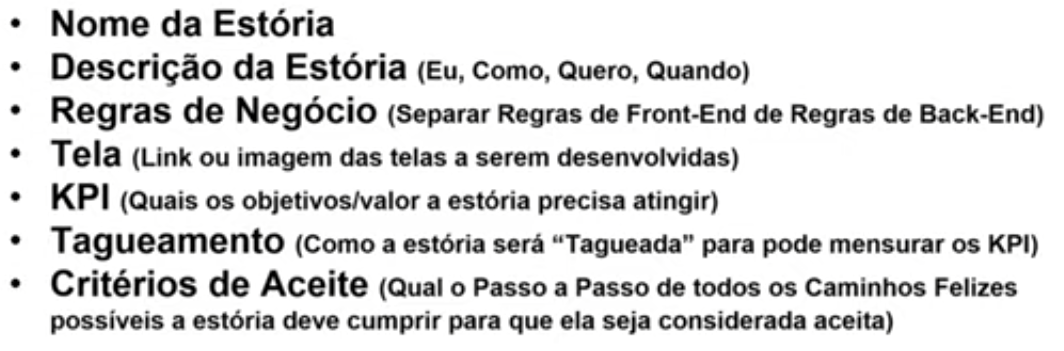 • Nome da Estória
• Descrição da Estória (Eu, Como, Quero, Quando)
• Regras de Negócio (Separar Regras de Front-End de Regras de Back-End)
• Tela (Link ou imagem das telas a serem desenvolvidas)
• KPI (Quais os objetivos/valor a estória precisa atingir)
• Tagueamento (Como a estória será “Tagueada” para pode mensurar os KPI)
• Critérios de Aceite (Qual o Passo a Passo de todos os Caminhos Felizes
possíveis a estória deve cumprir para que ela seja considerada aceita)